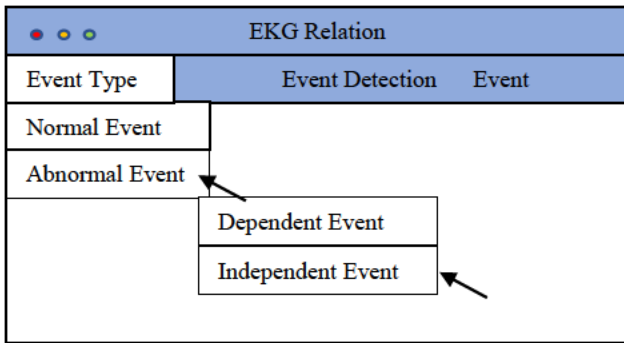 EKG Relation
Event Type Event Detection Event
Normal Event
Abnormal Event
Dependent Event
Independent Event